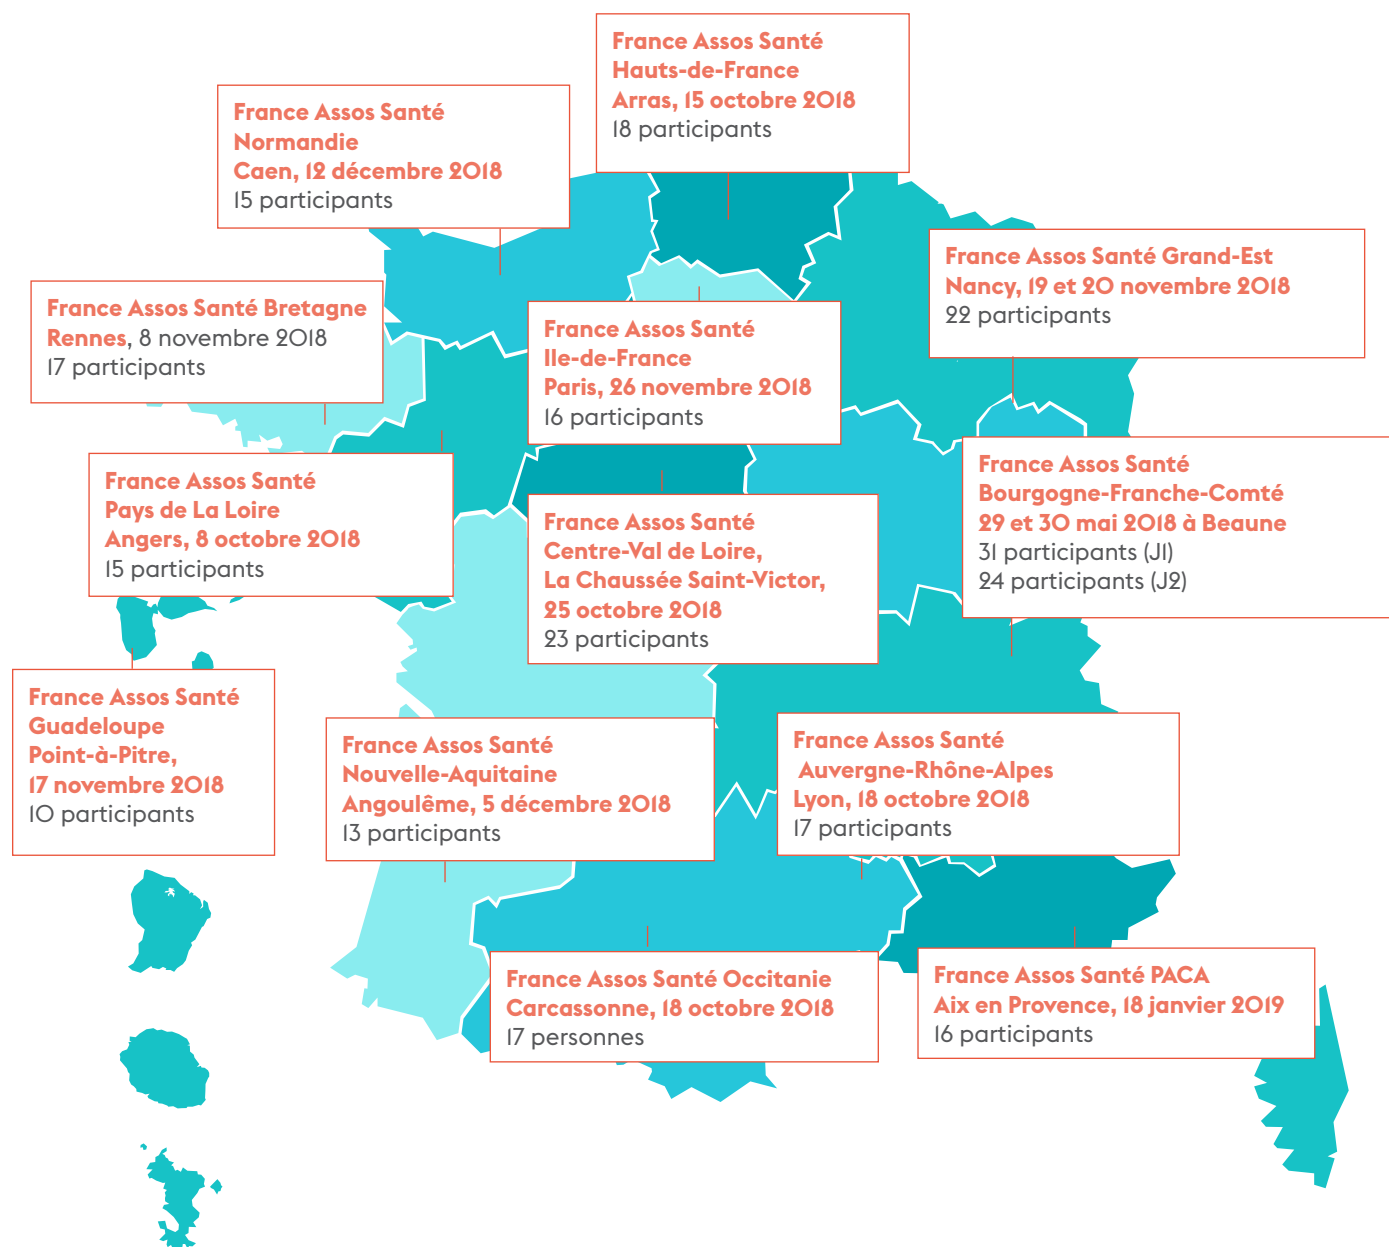 France Assos Santé
Hauts-de-France
Arras, 15 octobre 2018
18 participants
France Assos Santé
Normandie
Caen, 12 décembre 2018
15 participants
France Assos Santé Grand-Est
Nancy, 19 et 20 novembre 2018
22 participants
France Assos Santé Bretagne
Rennes, 8 novembre 2018
17 participants
France Assos Santé
Ile-de-France
Paris, 26 novembre 2018
16 participants
France Assos Santé
Pays de La Loire
Angers, 8 octobre 2018
15 participants
France Assos Santé
Centre-Val de Loire,
La Chaussée Saint-Victor,
25 octobre 2018
23 participants
France Assos Santé
Bourgogne-Franche-Comté
29 et 30 mai 2018 à Beaune
31 participants (J1)
24 participants (J2)
France Assos Santé
Guadeloupe
Point-à-Pitre,
17 novembre 2018
10 participants
France Assos Santé
Nouvelle-Aquitaine
Angoulême, 5 décembre 2018
13 participants
France Assos Santé
Auvergne-Rhône-Alpes
Lyon, 18 octobre 2018
17 participants
France Assos Santé Occitanie
Carcassonne, 18 octobre 2018
17 personnes
France Assos Santé PACA
Aix en Provence, 18 janvier 2019
16 participants